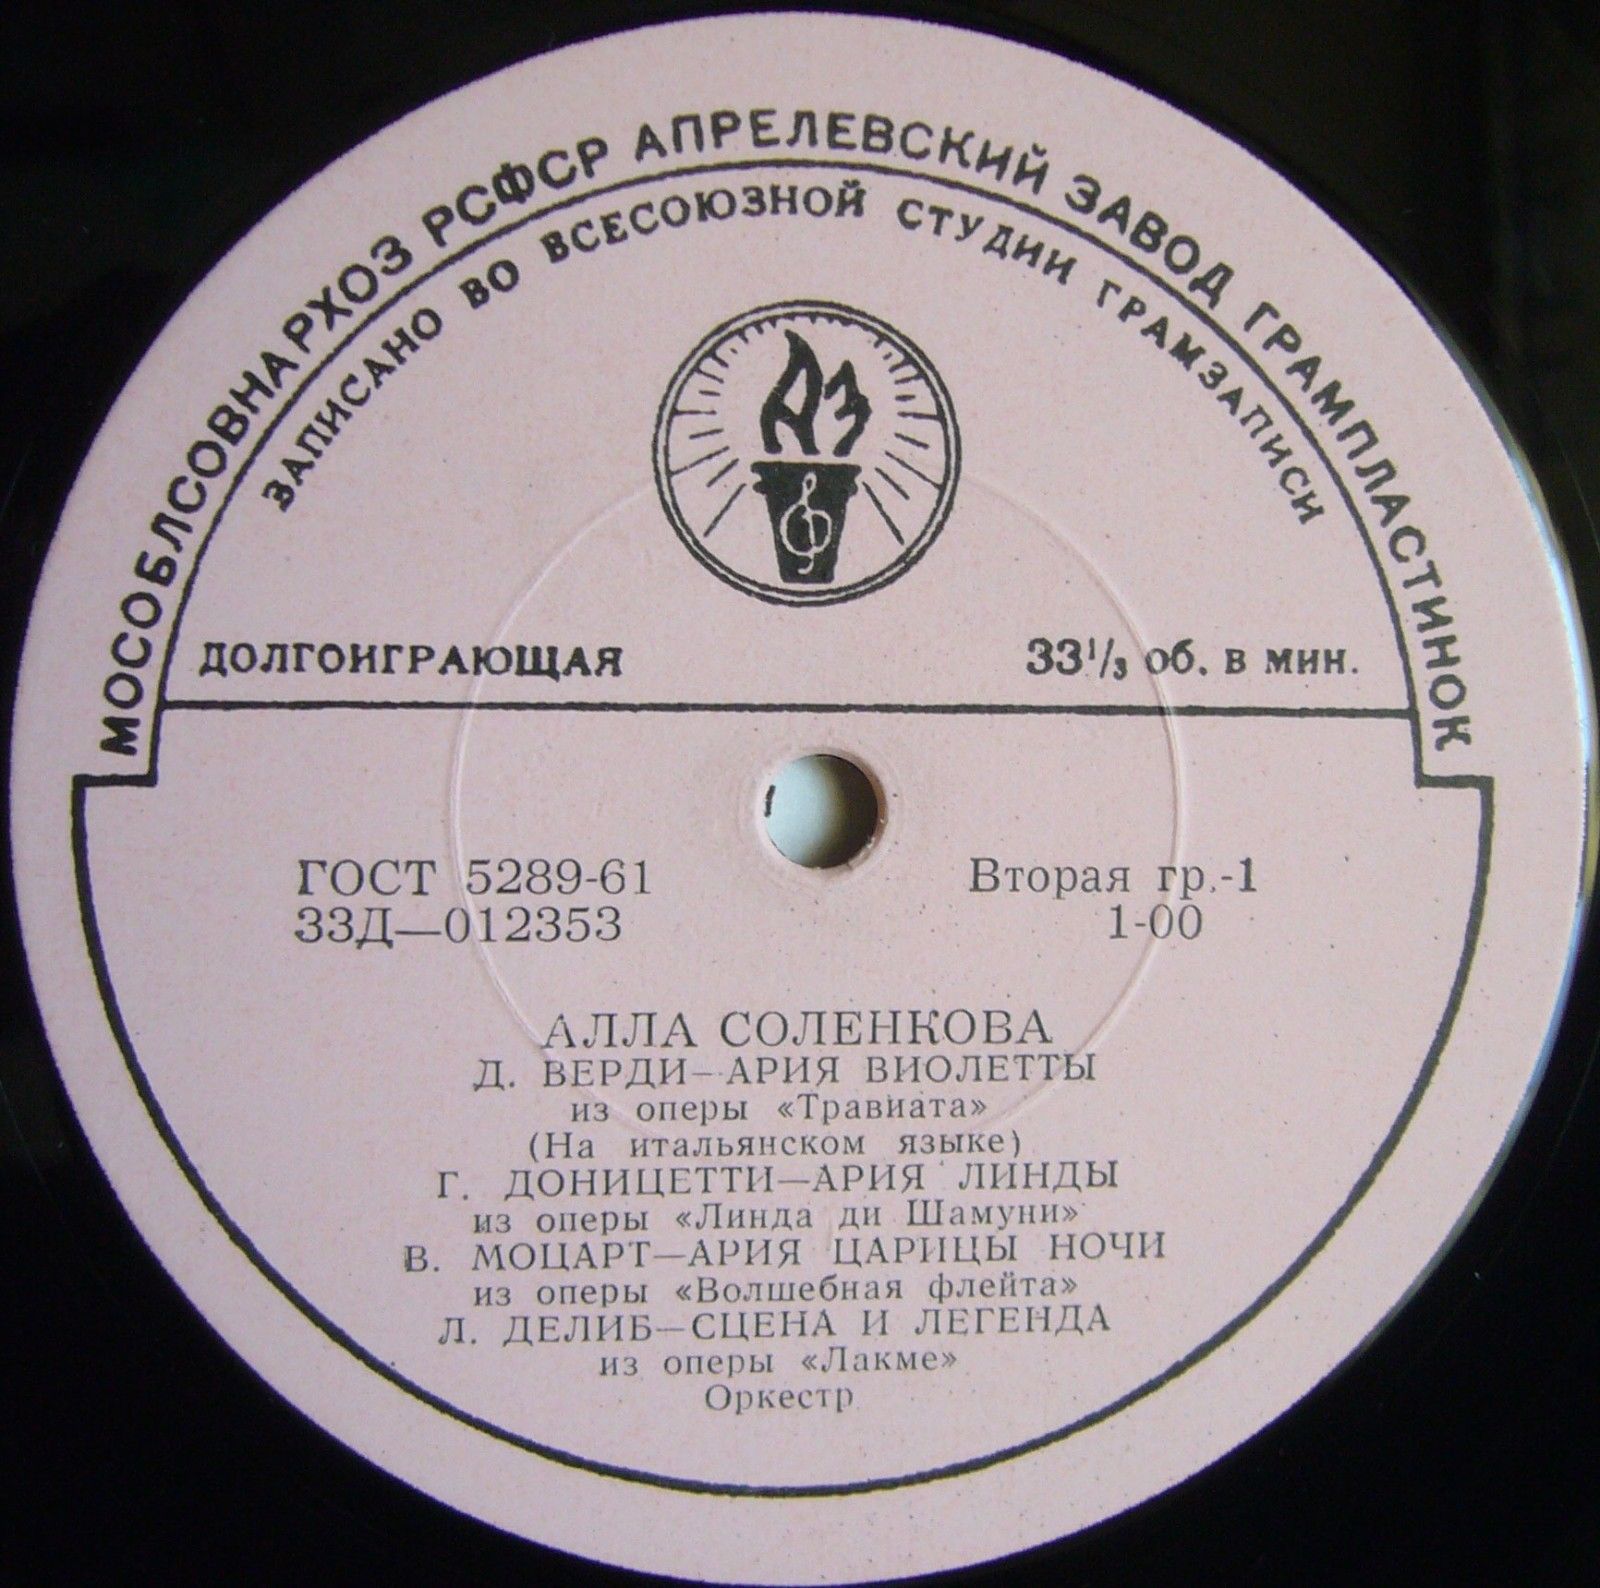 МОСОБЛСОВНАРХОЗ РСФСР АПРЕЛЕВСКИЙ ЗАВОД ГРАМПЛАСТИНОК
ЗАПИСАНО ВО ВСЕСОЮЗНОЙ СТУДИИ ГРАМЗАПИСИ
АЗ
ДОЛГОИГРАЮЩАЯ 33 1/3 об. в мин.
ГОСТ 5289-61 Вторая гр.-1
33Д—012353 1-00
АЛЛА СОЛЕНКОВА
Д. ВЕРДИ—АРИЯ ВИОЛЕТТЫ
из оперы «Травиата»
(На итальянском языке)
Г. ДОНИЦЕТТИ—АРИЯ ЛИНДЫ
из оперы «Линда ди Шамуни»
В. МОЦАРТ—АРИЯ ЦАРИЦЫ НОЧИ
из оперы «Волшебная флейта»
Л. ДЕЛИБ—СЦЕНА И ЛЕГЕНДА
из оперы «Лакме»
Оркестр